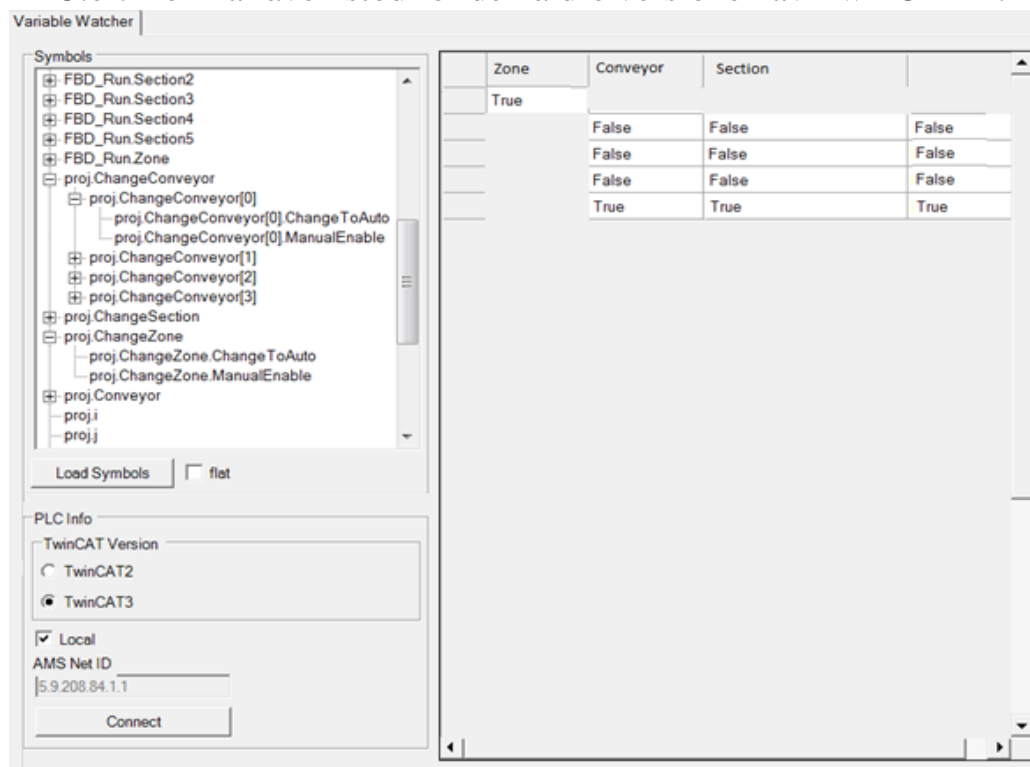 Variable Watcher
Symbols
FBD_Run.Section2
FBD_Run.Section3
FBD_Run.Section4
FBD_Run.Section5
FBD_Run.Zone
proj.ChangeConveyor
proj.ChangeConveyor[0]
proj.ChangeConveyor[0].ChangeToAuto
proj.ChangeConveyor[0].ManualEnable
proj.ChangeConveyor[1]
proj.ChangeConveyor[2]
proj.ChangeConveyor[3]
proj.ChangeSection
proj.ChangeZone
proj.ChangeZone.ChangeToAuto
proj.ChangeZone.ManualEnable
proj.Conveyor
proj.i
proj.j
Load Symbols flat
PLC Info
TwinCAT Version
TwinCAT2
TwinCAT3
Local
AMS Net ID
5.9.208.84.1.1
Connect
Zone Conveyor Section
True
False False False
False False False
False False False
True True True